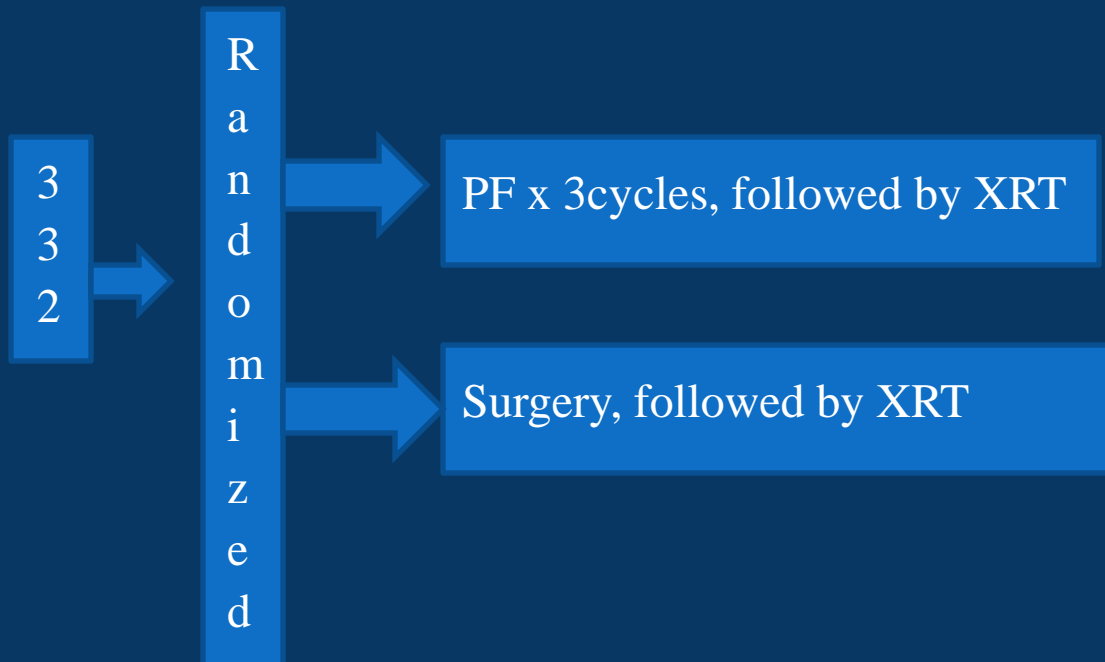 3
3
2
R
a
n
d
o
m
i
z
e
d
PF x 3cycles, followed by XRT
Surgery, followed by XRT